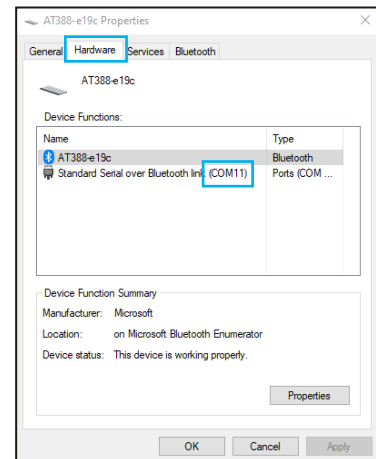 AT388-e19c Properties
General Hardware Services Bluetooth
AT388-e19c
Device Functions:
Name Type
AT388-e19c Bluetooth
Standard Serial over Bluetooth link (COM11) Ports (COM ...
Device Function Summary
Manufacturer: Microsoft
Location: on Microsoft Bluetooth Enumerator
Device status: This device is working properly.
Properties
OK Cancel Apply